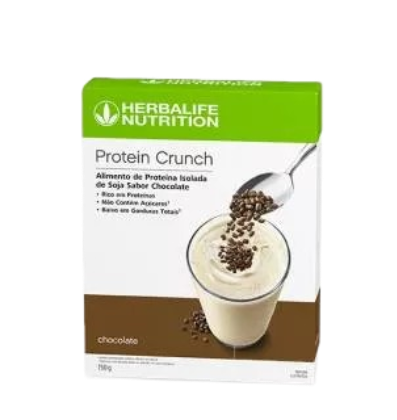 HERBALIFE
NUTRITION
Protein Crunch
Alimento de Proteína Isolada
de Soja Sabor Chocolate
• Rico em Proteínas
• Não Contém Açúcares¹
• Baixo em Gorduras Totais
chocolate
150g